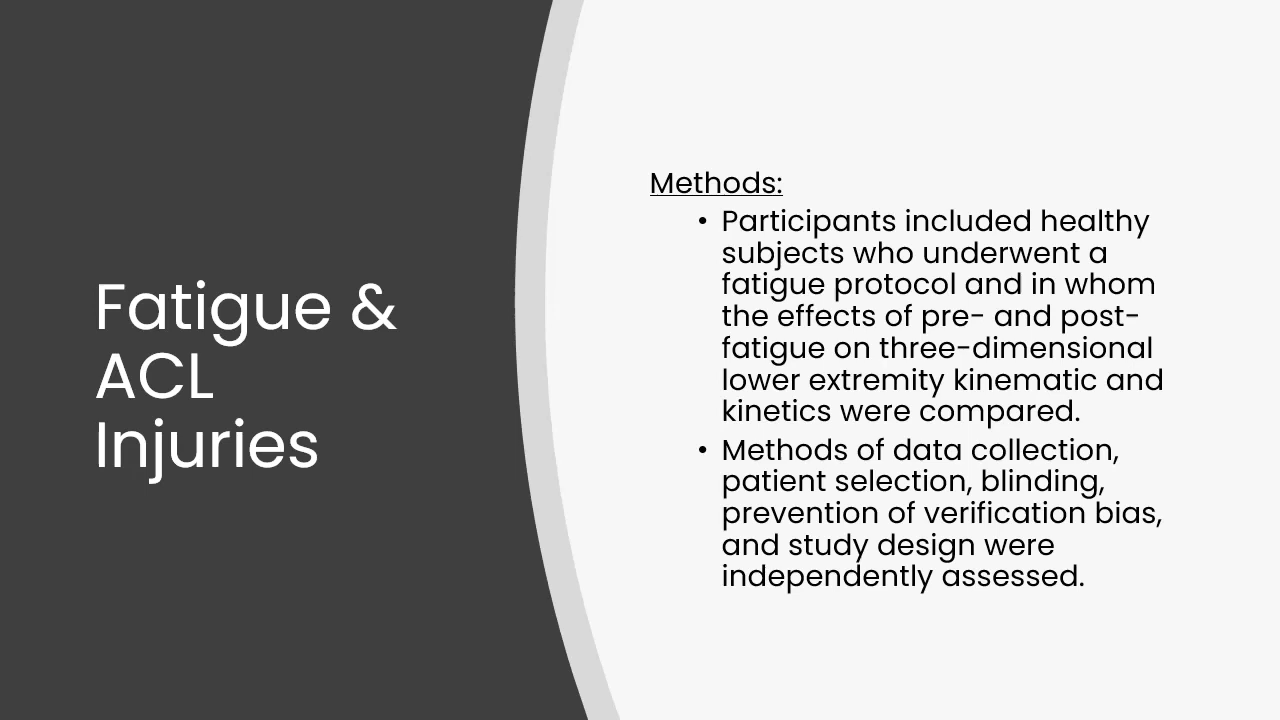 Fatigue &
ACL
Injuries
Methods:
• Participants included healthy
subjects who underwent a
fatigue protocol and in whom
the effects of pre- and post-
fatigue on three-dimensional
lower extremity kinematic and
kinetics were compared.
• Methods of data collection,
patient selection, blinding,
prevention of verification bias,
and study design were
independently assessed.